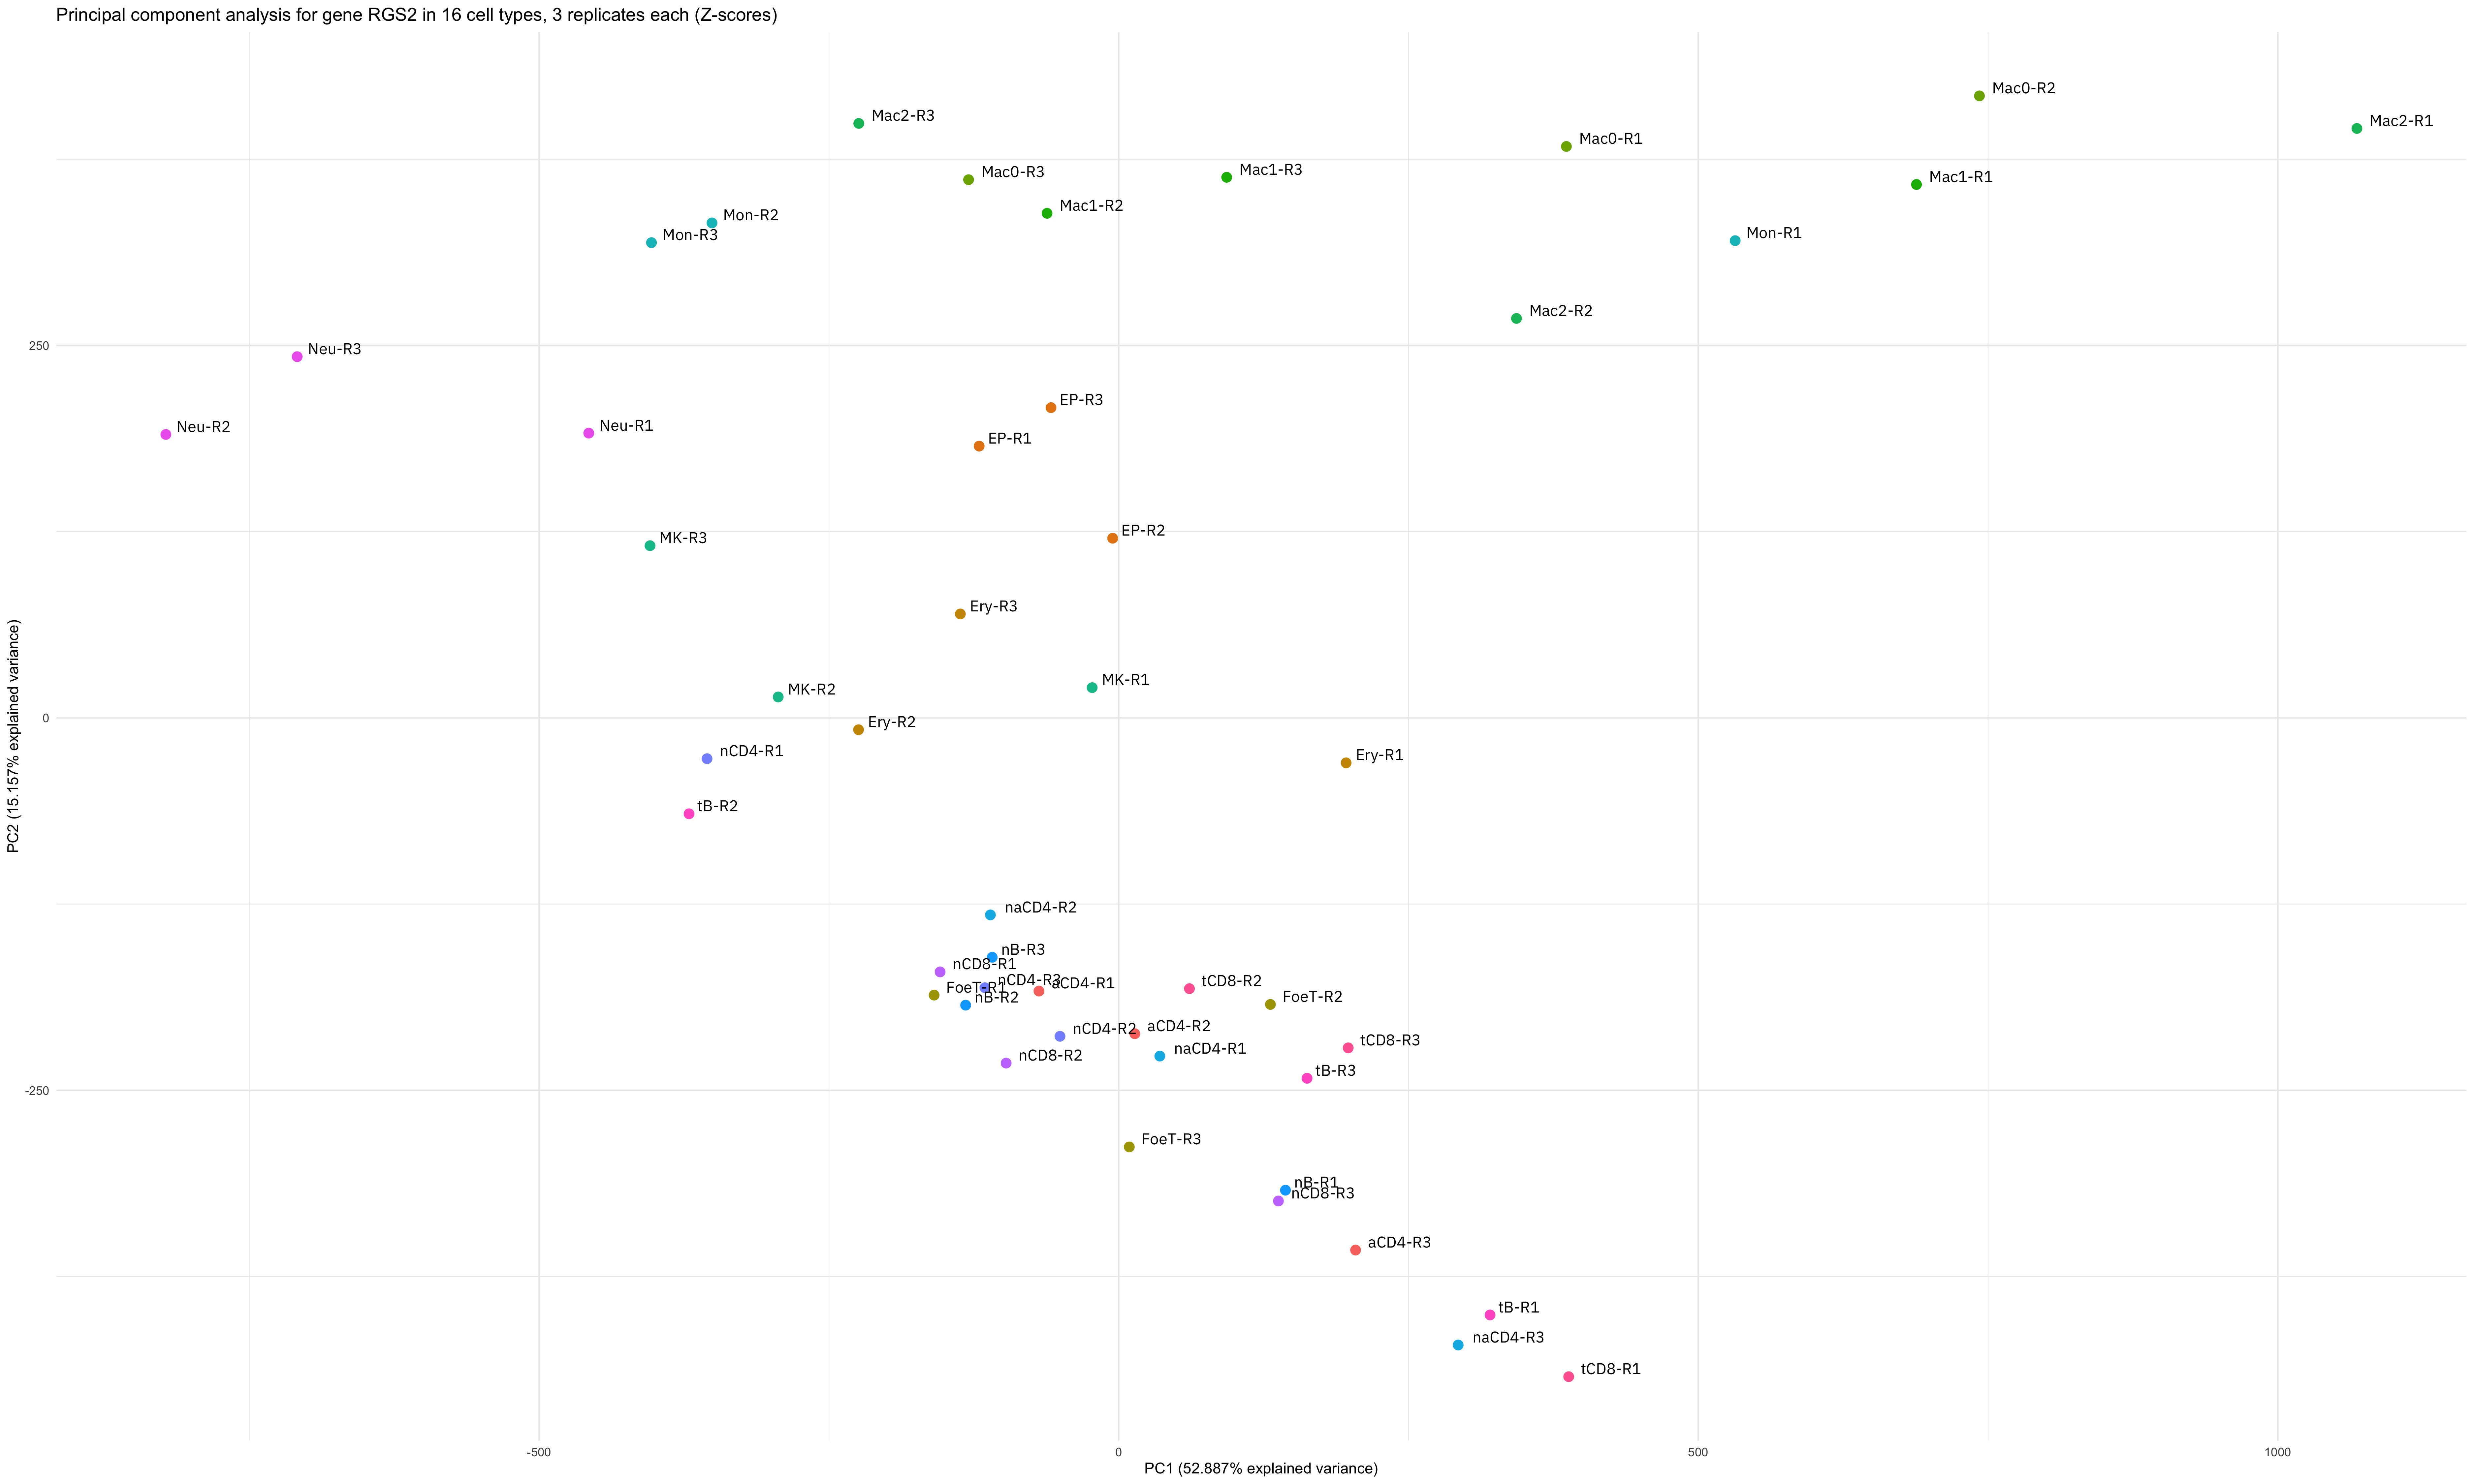 Principal component analysis for gene RGS2 in 16 cell types, 3 replicates each (Z-scores)
Mac0-R2
Mac2-R3
Mac2-R1
Mac0-R1
Mac0-R3
Mac1-R3
Mac1-R1
Mac1-R2
Mon-R2
Mon-R3
Mon-R1
Mac2-R2
250
Neu-R3
EP-R3
Neu-R2
Neu-R1
EP-R1
EP-R2
MK-R3
Ery-R3
MK-R1
MK-R2
0
Ery-R2
nCD4-R1
Ery-R1
tB-R2
PC2 (15.157% explained variance)
naCD4-R2
nB-R3
nCD8-R1
nCD4-R3
aCD4-R1
tCD8-R2
FoeT-R1
nB-R2
FoeT-R2
nCD4-R2
aCD4-R2
tCD8-R3
naCD4-R1
nCD8-R2
tB-R3
-250
FoeT-R3
nB-R1
nCD8-R3
aCD4-R3
tB-R1
naCD4-R3
tCD8-R1
-500
0
500
1000
PC1 (52.887% explained variance)